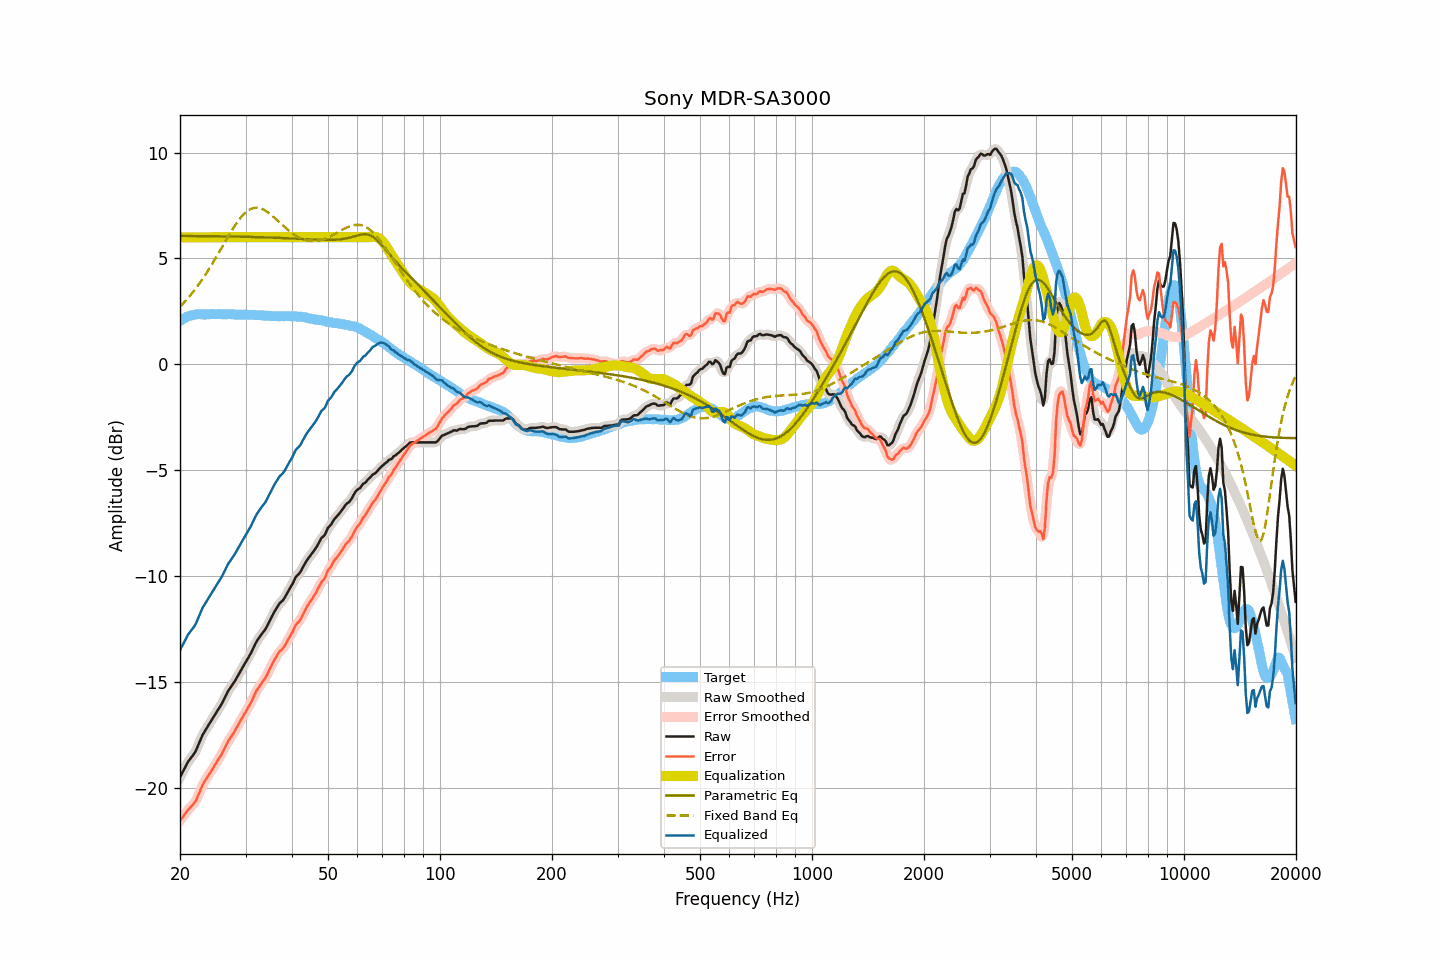 Sony MDR-SA3000
Amplitude (dBr)
10
5
0
−5
−10
−15
−20
Target
Raw Smoothed
Error Smoothed
Raw
Error
Equalization
Parametric Eq
Fixed Band Eq
Equalized
20 50 100 200 500 1000 2000 5000 10000 20000
Frequency (Hz)